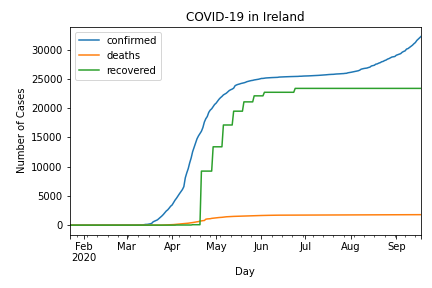 COVID-19 in Ireland
confirmed
deaths
recovered
Number of Cases
30000
25000
20000
15000
10000
5000
0
Feb Mar Apr May Jun Jul Aug Sep
2020
Day